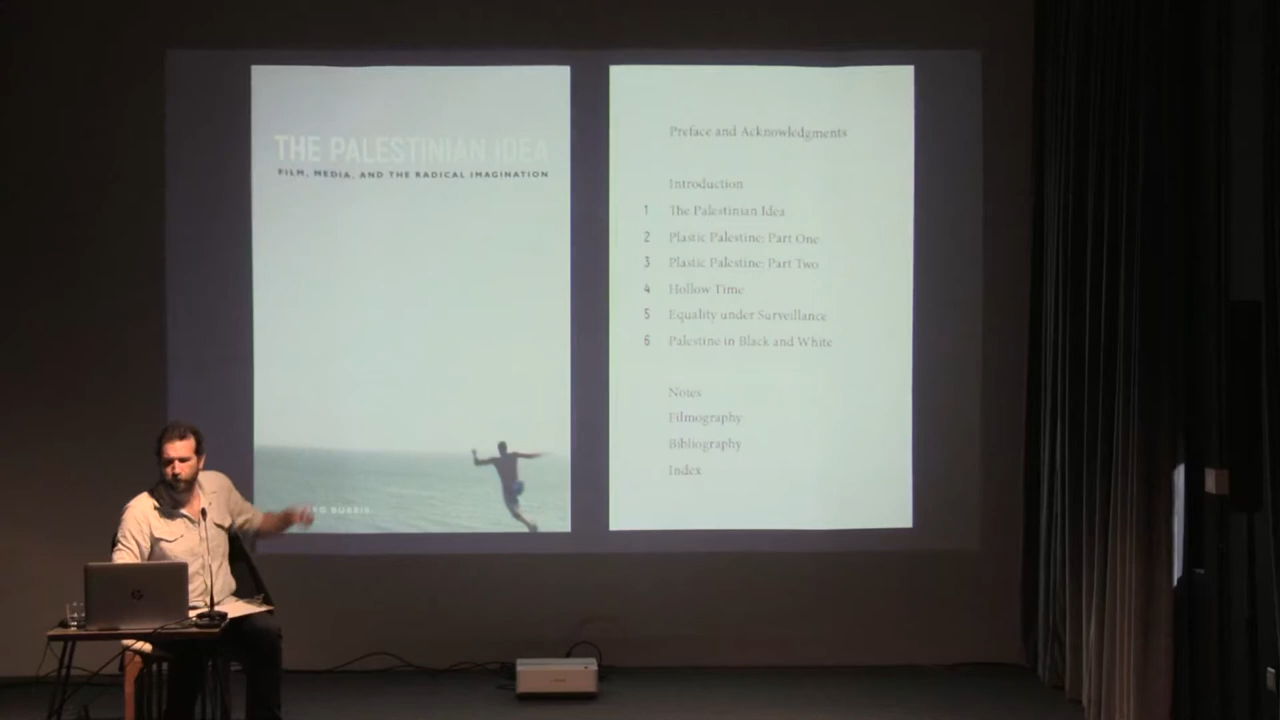 THE PALESTINIAN IDEA
FILM, MEDIA, AND THE RADICAL IMAGINATION
Preface and Acknowledgments
Introduction
1 The Palestinian Idea
2 Plastic Palestine: Part One
3 Plastic Palestine: Part Two
4 Hollow Time
5 Equality under Surveillance
6 Palestine in Black and White
Notes
Filmography
Bibliography
Index
hp